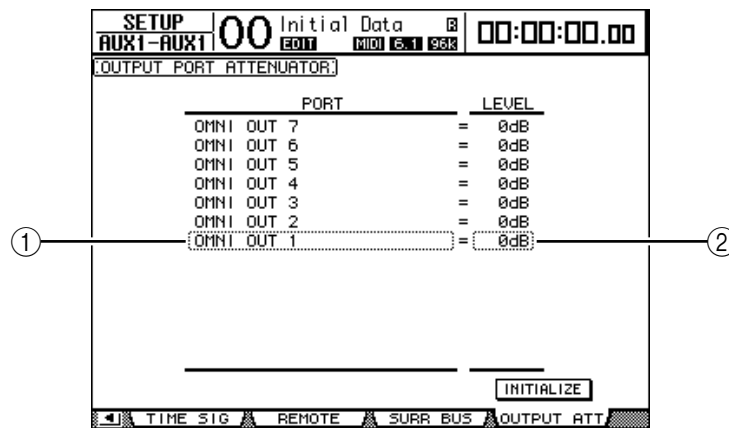 SETUP
AUX1-AUX1
00
Initial Data R
EDIT MIDI 6.1 96k
00:00:00.00
OUTPUT PORT ATTENUATOR
PORT LEVEL
OMNI OUT 7 = 0dB
OMNI OUT 6 = 0dB
OMNI OUT 5 = 0dB
OMNI OUT 4 = 0dB
OMNI OUT 3 = 0dB
OMNI OUT 2 = 0dB
① OMNI OUT 1 = 0dB ②
INITIALIZE
TIME SIG REMOTE SURR BUS OUTPUT ATT